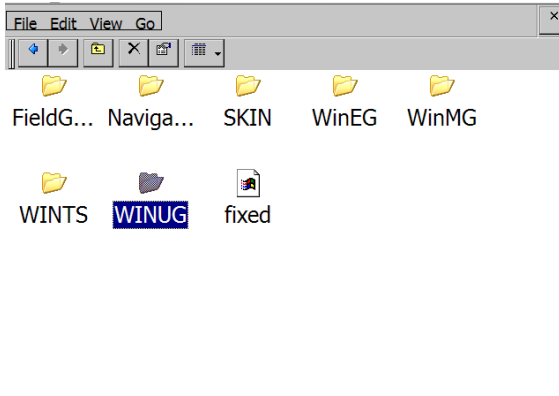 File Edit View Go
FieldG... Naviga... SKIN WinEG WinMG
WINTS WINUG fixed